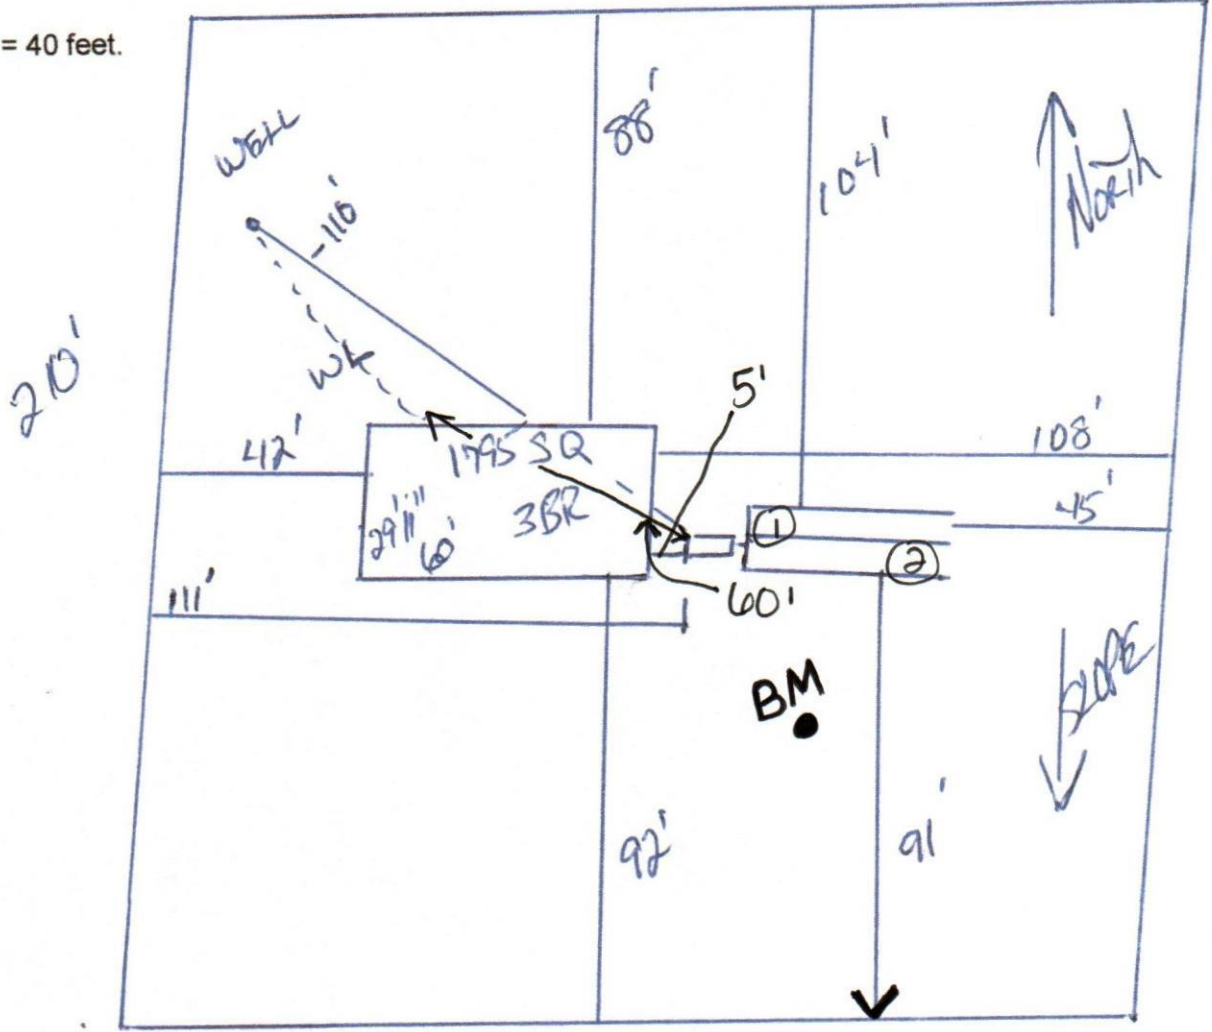 = 40 feet.
88'
104'
NORTH
WELL
-116'
210'
WL
5'
42'
1795 SQ
108'
3BR
29'11"
60'
①
45'
②
111'
60'
SLOPE
BM
92'
91'